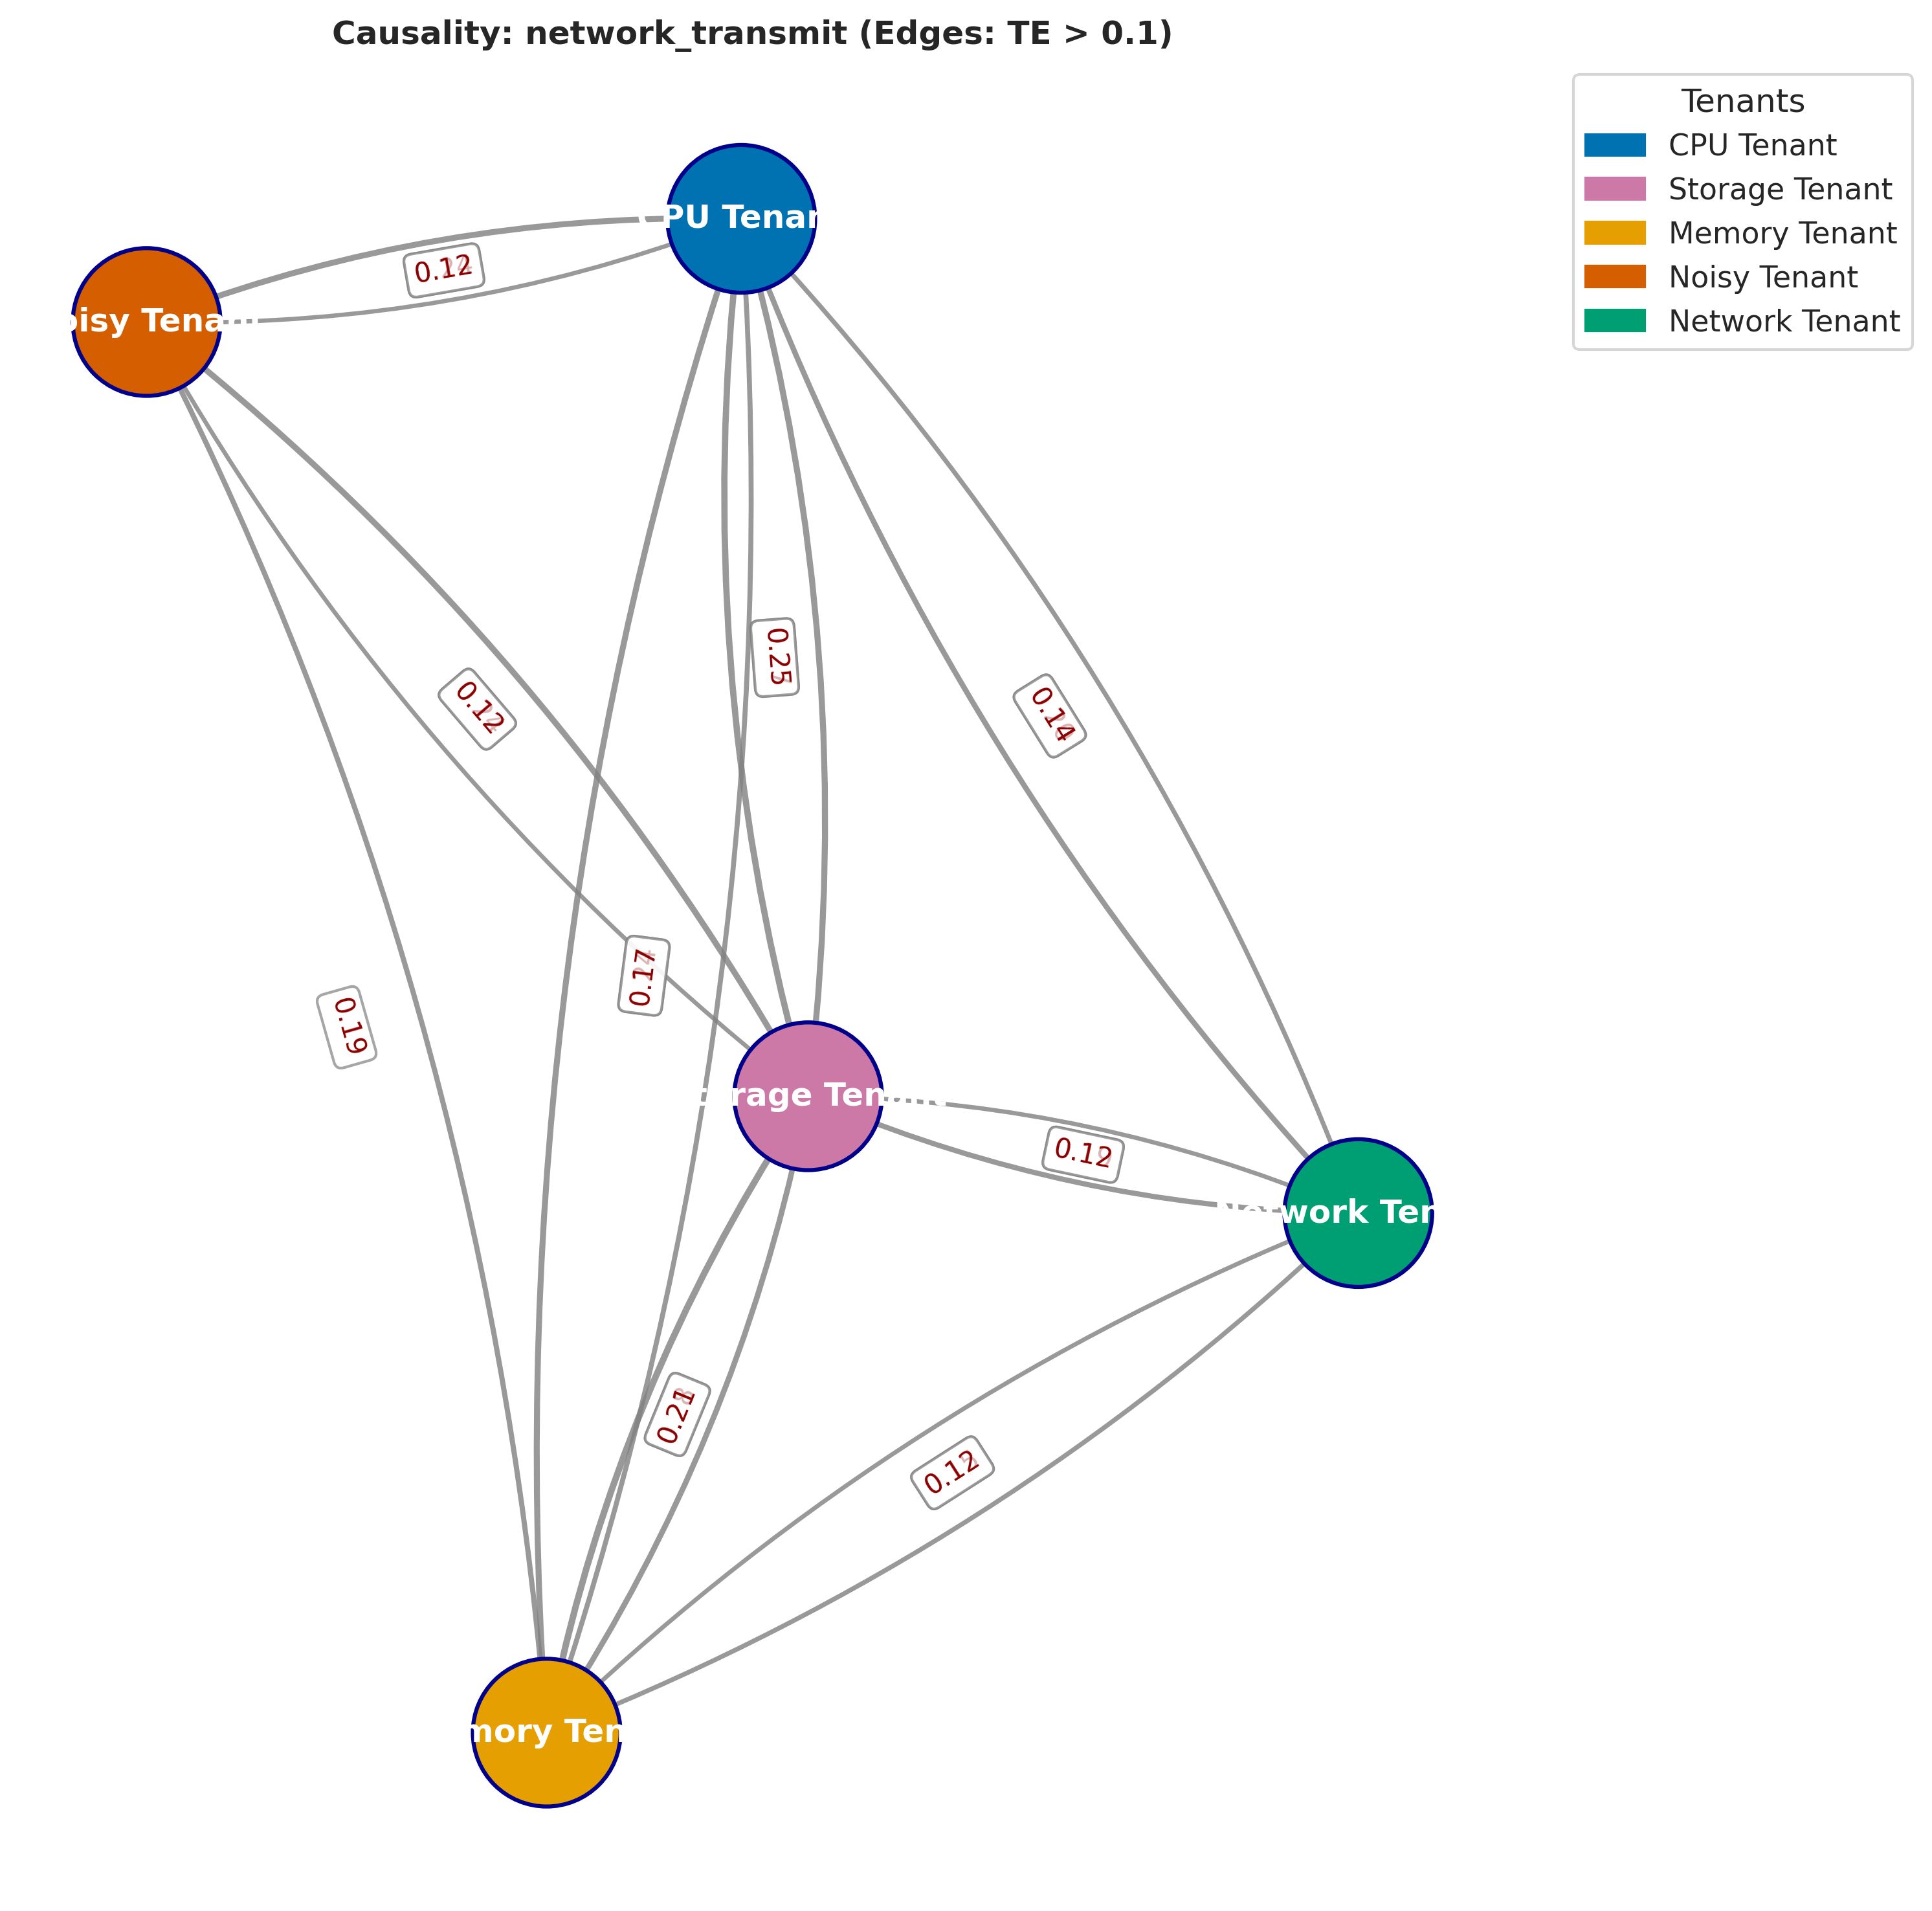 Causality: network_transmit (Edges: TE > 0.1)
Tenants
CPU Tenant
Storage Tenant
Memory Tenant
Noisy Tenant
Network Tenant
PU Tenan
oisy Tena
0.12
0.25
0.12
0.14
0.17
0.19
rage Ten
0.12
work Ten
0.21
0.12
mory Ten